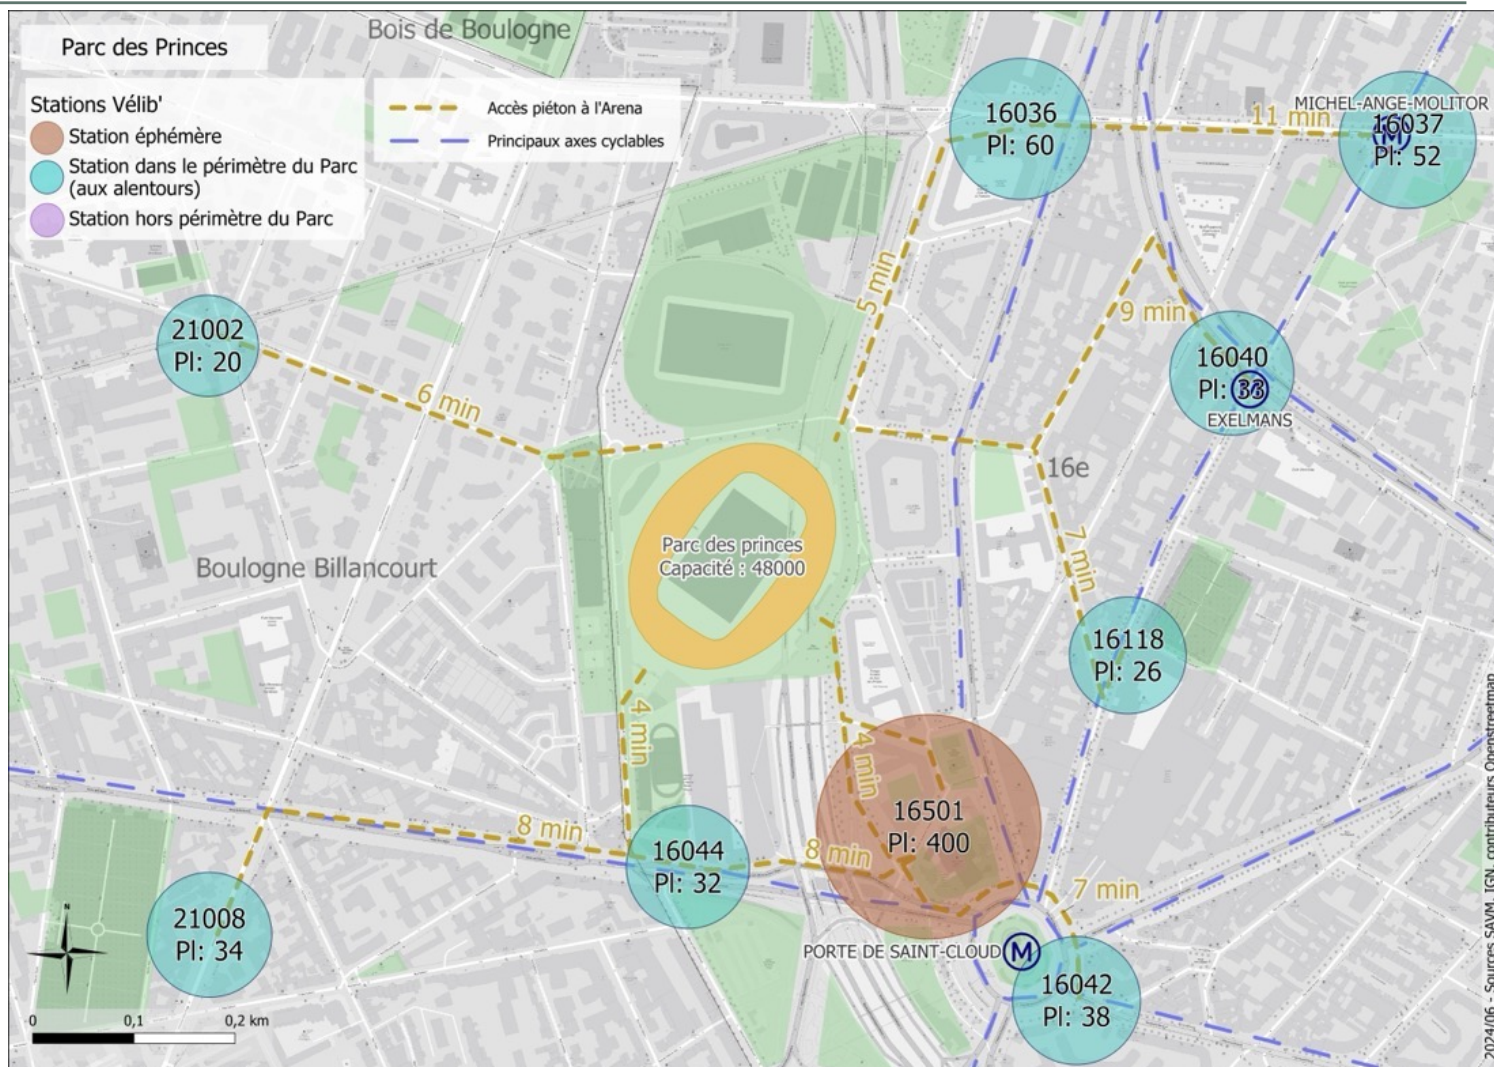 Parc des Princes
Stations Vélib'
Station éphémère
Station dans le périmètre du Parc
(aux alentours)
Station hors périmètre du Parc
Accès piéton à l'Arena
Principaux axes cyclables
Bois de Boulogne
16036
Pl: 60
11 min
MICHEL-ANGE-MOLITOR
16037
M
Pl: 52
5 min
9 min
21002
Pl: 20
6 min
16040
Pl: 33
M
EXELMANS
16e
Parc des princes
Capacité : 48000
Boulogne Billancourt
7 min
16118
Pl: 26
4 min
4 min
16501
Pl: 400
8 min
8 min
16044
Pl: 32
7 min
21008
Pl: 34
PORTE DE SAINT-CLOUD
M
16042
Pl: 38
N
0 0,1 0,2 km
2024/06 - Sources SAVM, IGN, contributeurs Openstreetmap